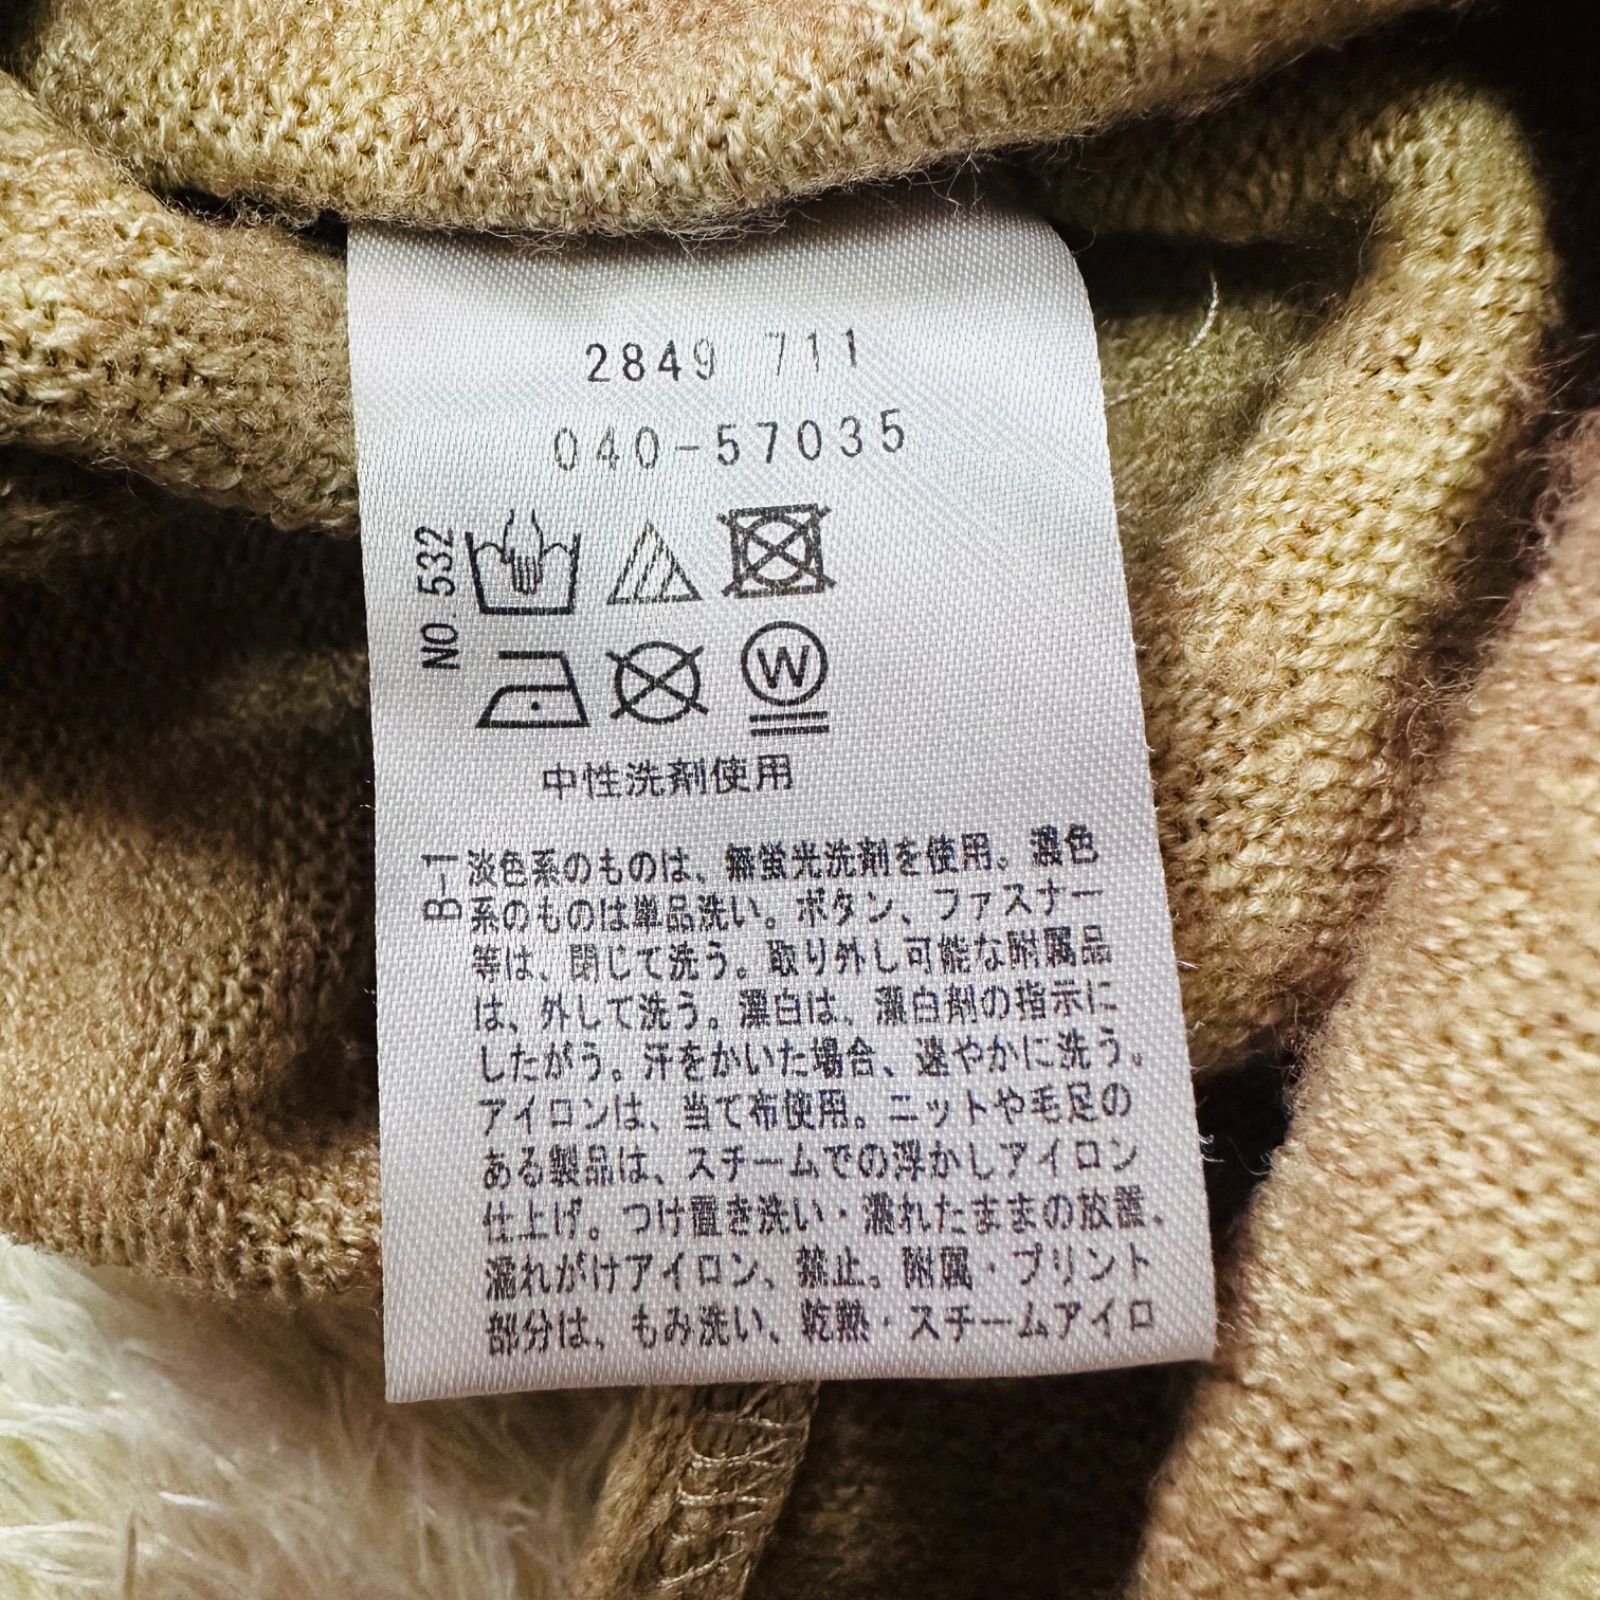 2849 711
040-57035
NO.532
W
中性洗剤使用
B-1
淡色系のものは、無蛍光洗剤を使用。濃色
系のものは単品洗い。ボタン、ファスナー
等は、閉じて洗う。取り外し可能な附属品
は、外して洗う。漂白は、漂白剤の指示に
したがう。汗をかいた場合、速やかに洗う。
アイロンは、当て布使用。ニットや毛足の
ある製品は、スチームでの浮かしアイロン
仕上げ。つけ置き洗い・濡れたままの放置、
濡れがけアイロン、禁止。附属・プリント
部分は、もみ洗い、乾熱・スチームアイロ